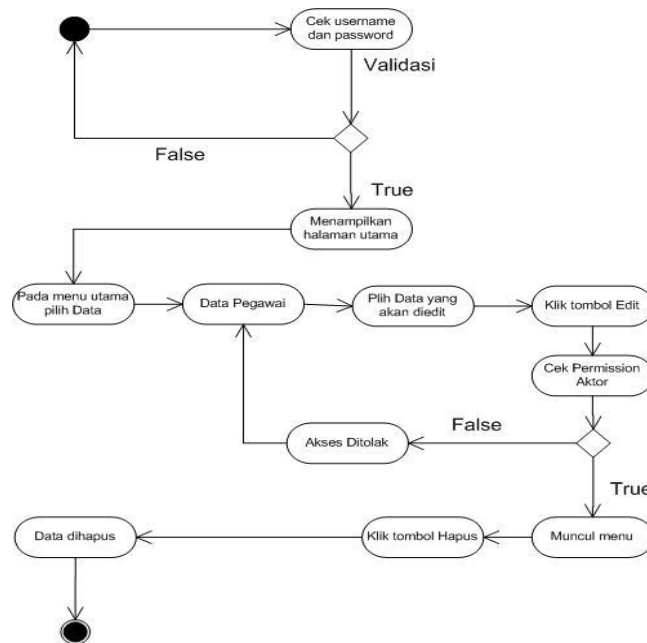 Cek username
dan password
Validasi
False
True
Menampilkan
halaman utama
Pada menu utama
pilih Data
Data Pegawai
Plih Data yang
akan diedit
Klik tombol Edit
Cek Permission
Aktor
False
Akses Ditolak
True
Muncul menu
Klik tombol Hapus
Data dihapus